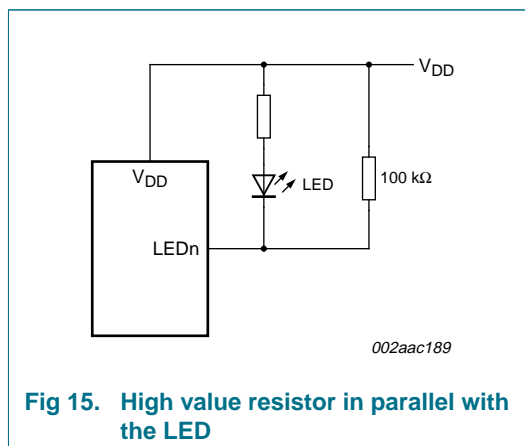 VDD
VDD
LED
100 kΩ
LEDn
002aac189
Fig 15. High value resistor in parallel with
the LED